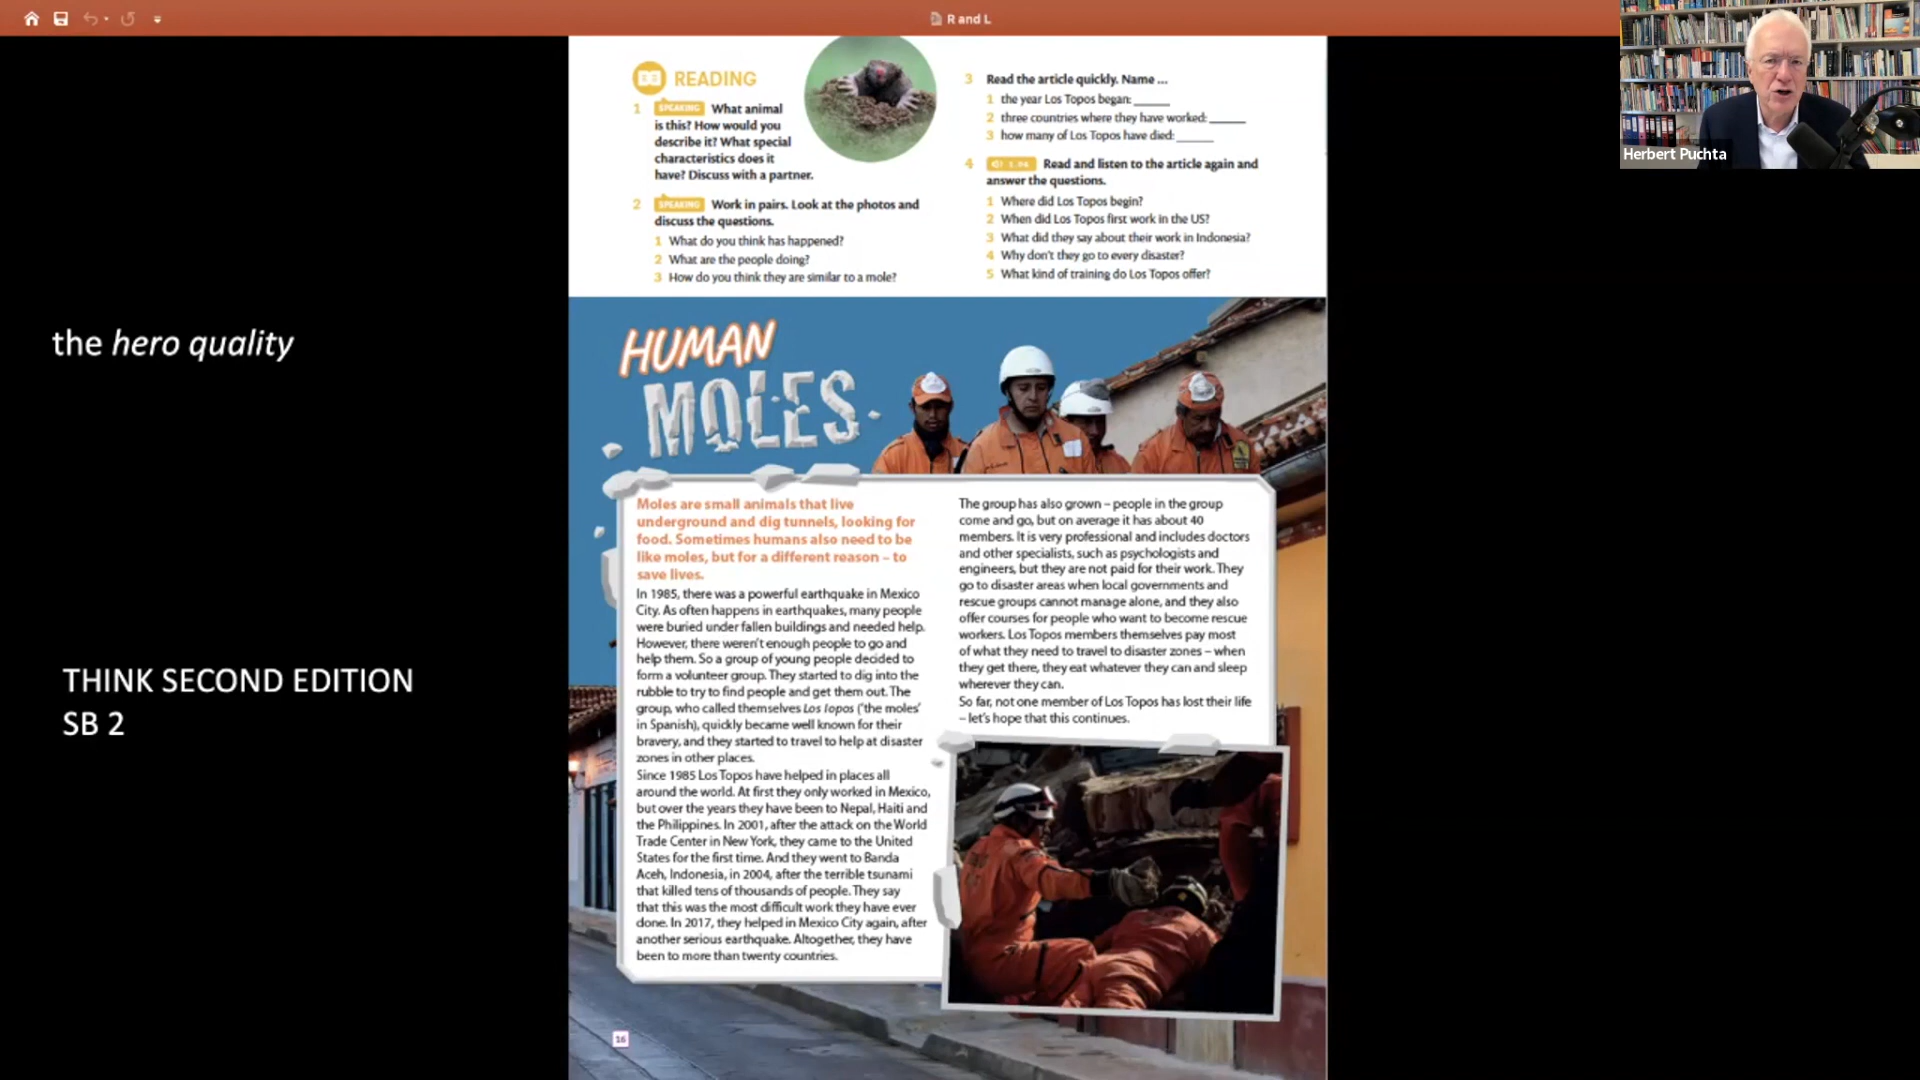 R and L
Herbert Puchta
the hero quality
THINK SECOND EDITION
SB 2
READING
1 SPEAKING What animal
is this? How would you
describe it? What special
characteristics does it
have? Discuss with a partner.
2 SPEAKING Work in pairs. Look at the photos and
discuss the questions.
1 What do you think has happened?
2 What are the people doing?
3 How do you think they are similar to a mole?
3 Read the article quickly. Name ...
1 the year Los Topos began: ______
2 three countries where they have worked: ______
3 how many of Los Topos have died: ______
4 1.04 Read and listen to the article again and
answer the questions.
1 Where did Los Topos begin?
2 When did Los Topos first work in the US?
3 What did they say about their work in Indonesia?
4 Why don't they go to every disaster?
5 What kind of training do Los Topos offer?
HUMAN
MOLES
Moles are small animals that live
underground and dig tunnels, looking for
food. Sometimes humans also need to be
like moles, but for a different reason – to
save lives.
In 1985, there was a powerful earthquake in Mexico
City. As often happens in earthquakes, many people
were buried under fallen buildings and needed help.
However, there weren't enough people to go and
help them. So a group of young people decided to
form a volunteer group. They started to dig into the
rubble to try to find people and get them out. The
group, who called themselves Los Topos ('the moles'
in Spanish), quickly became well known for their
bravery, and they started to travel to help at disaster
zones in other places.
Since 1985 Los Topos have helped in places all
around the world. At first they only worked in Mexico,
but over the years they have been to Nepal, Haiti and
the Philippines. In 2001, after the attack on the World
Trade Center in New York, they came to the United
States for the first time. And they went to Banda
Aceh, Indonesia, in 2004, after the terrible tsunami
that killed tens of thousands of people. They say
that this was the most difficult work they have ever
done. In 2017, they helped in Mexico City again, after
another serious earthquake. Altogether, they have
been to more than twenty countries.
The group has also grown – people in the group
come and go, but on average it has about 40
members. It is very professional and includes doctors
and other specialists, such as psychologists and
engineers, but they are not paid for their work. They
go to disaster areas when local governments and
rescue groups cannot manage alone, and they also
offer courses for people who want to become rescue
workers. Los Topos members themselves pay most
of what they need to travel to disaster zones – when
they get there, they eat whatever they can and sleep
wherever they can.
So far, not one member of Los Topos has lost their life
– let's hope that this continues.
16